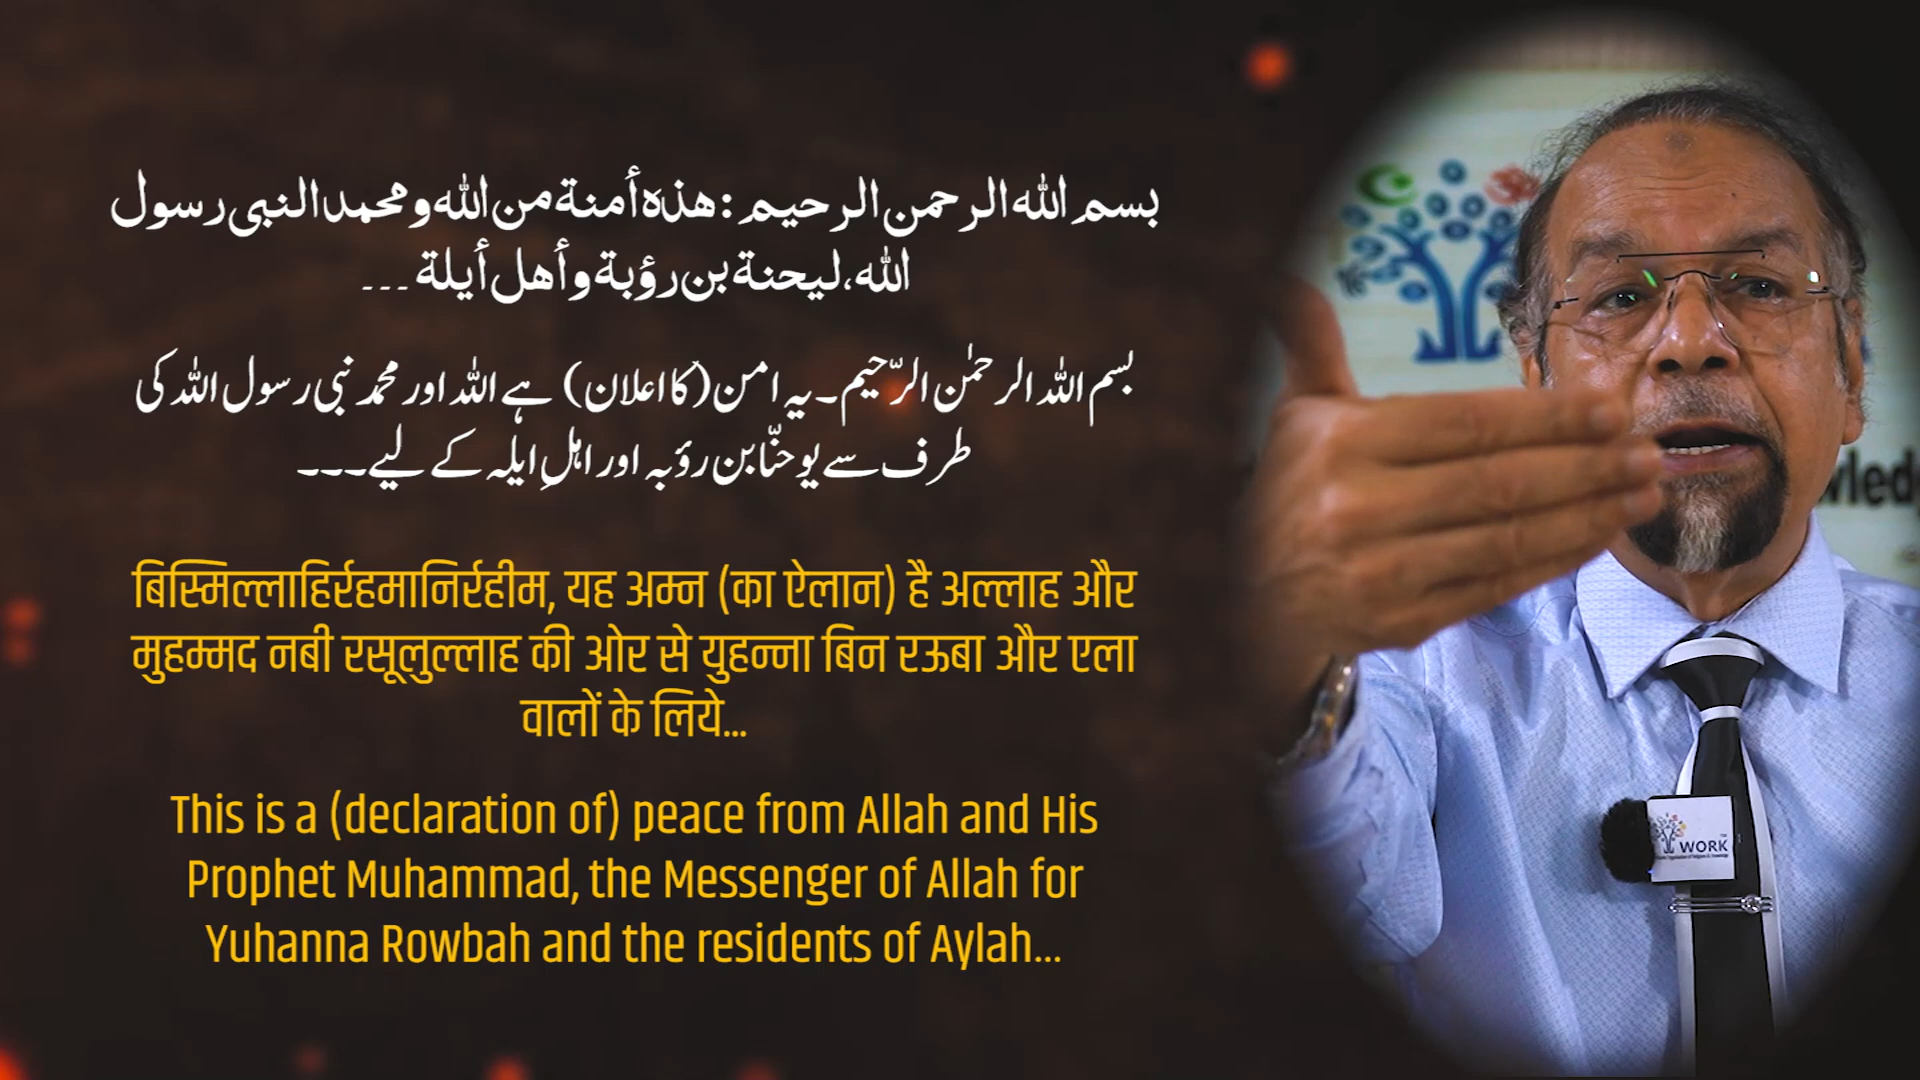 بسم الله الرحمن الرحيم: هذه أمنة من الله ومحمد النبی رسول
الله، ليحنة بن رؤبة وأهل أيلة ---
بسم اللہ الر حمٰن الرّحیم۔ یہ امن (کا اعلان) ہے اللہ اور محمد نبی رسول اللہ کی
طرف سے یوحنّا بن رؤبہ اور اہلِ ایلہ کے لیے۔۔۔
बिस्मिल्लाहिर्रहमानिर्रहीम, यह अम्न (का ऐलान) है अल्लाह और
मुहम्मद नबी रसूलुल्लाह की ओर से युहन्ना बिन रऊबा और एला
वालों के लिये...
This is a (declaration of) peace from Allah and His
Prophet Muhammad, the Messenger of Allah for
Yuhanna Rowbah and the residents of Aylah...
wled
WORK